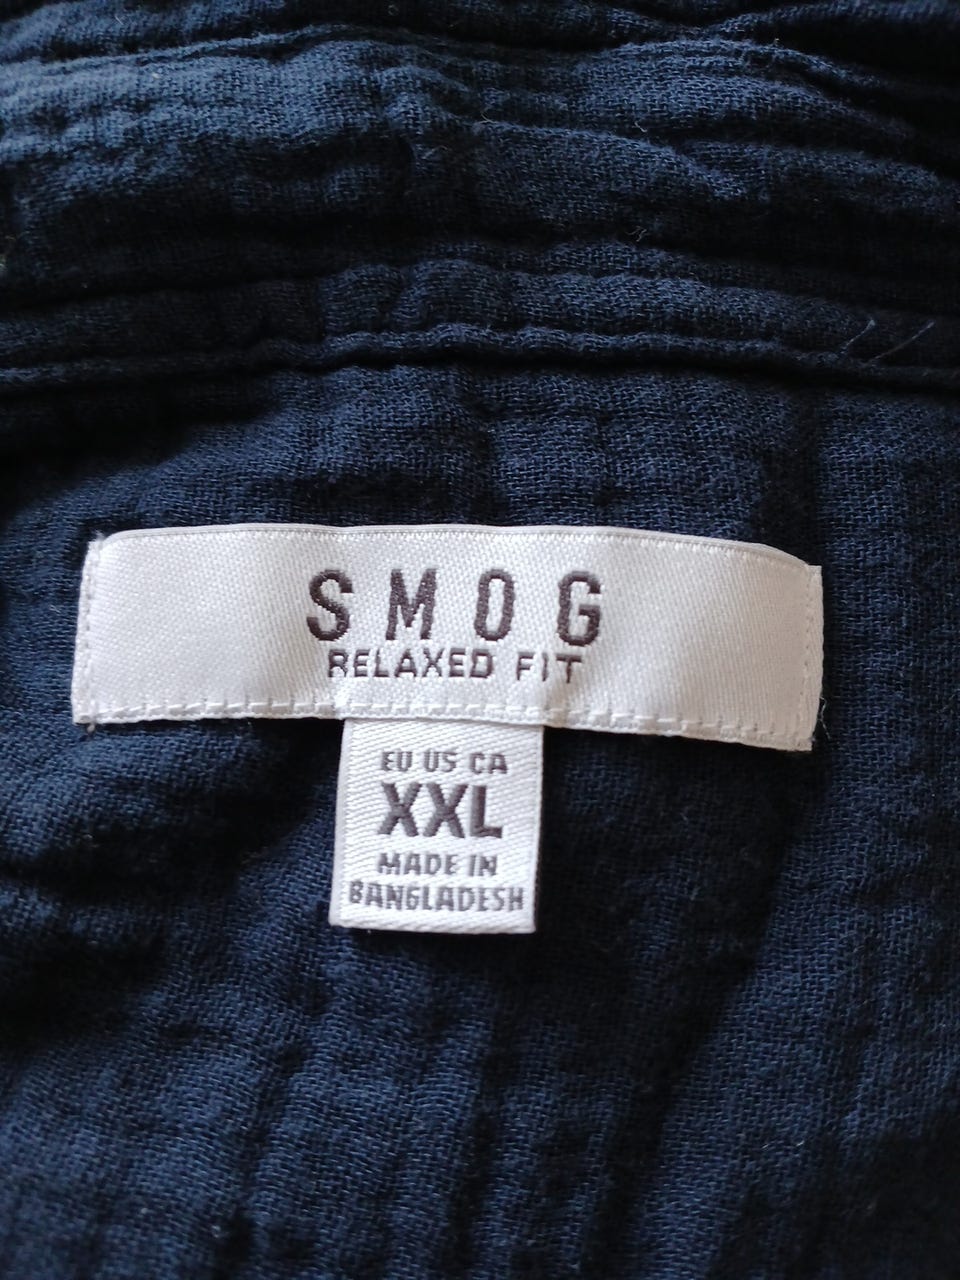 SMOG
RELAXED FIT
EU US CA
XXL
MADE IN
BANGLADESH